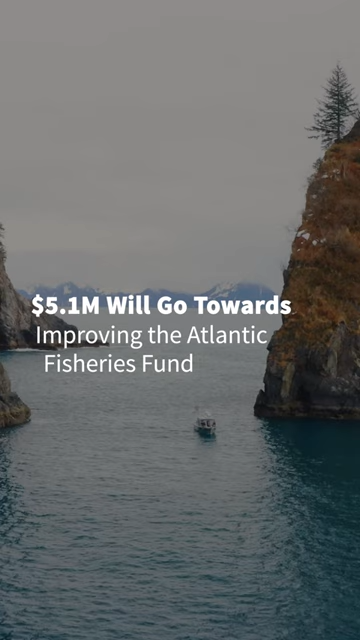 $5.1M Will Go Towards
Improving the Atlantic
Fisheries Fund